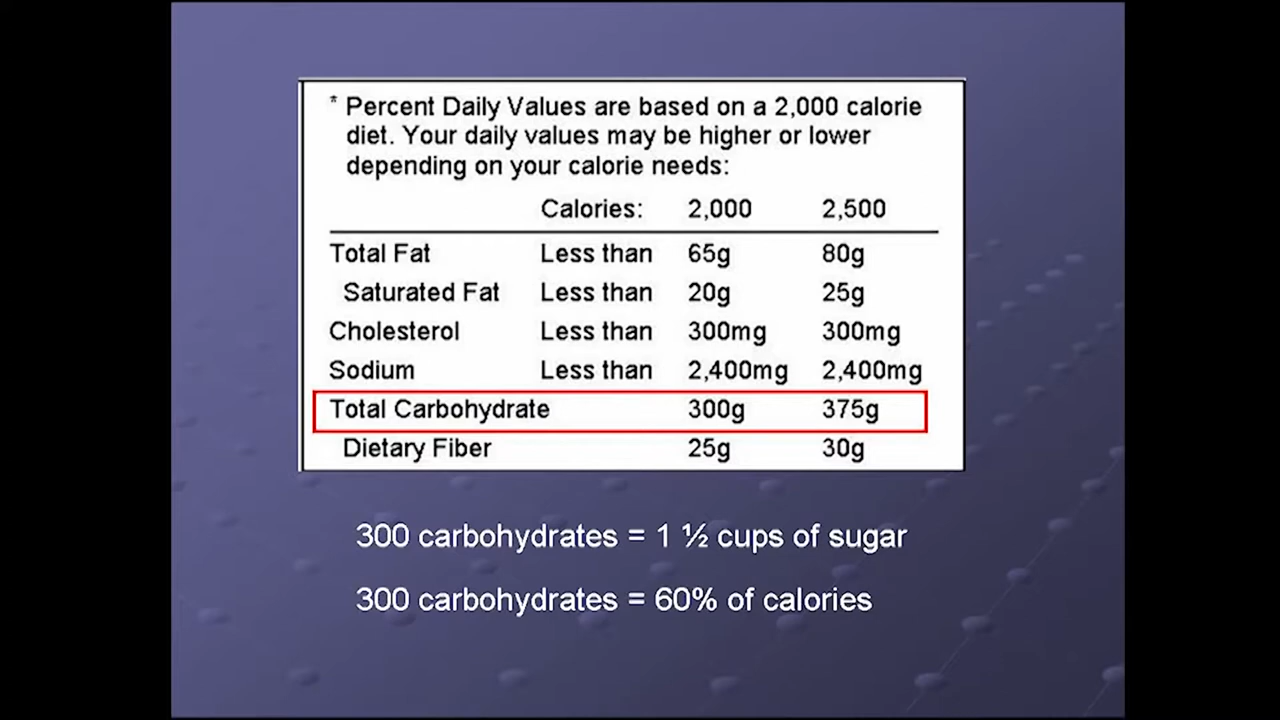 * Percent Daily Values are based on a 2,000 calorie
diet. Your daily values may be higher or lower
depending on your calorie needs:
Calories: 2,000 2,500
Total Fat Less than 65g 80g
Saturated Fat Less than 20g 25g
Cholesterol Less than 300mg 300mg
Sodium Less than 2,400mg 2,400mg
Total Carbohydrate 300g 375g
Dietary Fiber 25g 30g
300 carbohydrates = 1 ½ cups of sugar
300 carbohydrates = 60% of calories